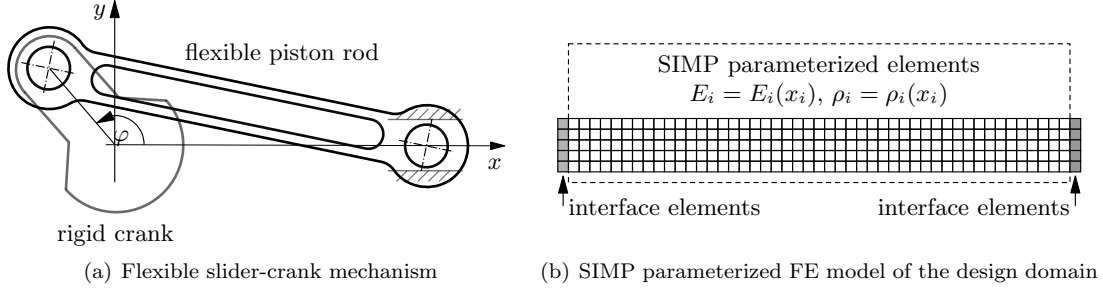 y
flexible piston rod
φ
x
rigid crank
(a) Flexible slider-crank mechanism
SIMP parameterized elements
E_i = E_i(x_i), ρ_i = ρ_i(x_i)
interface elements
interface elements
(b) SIMP parameterized FE model of the design domain